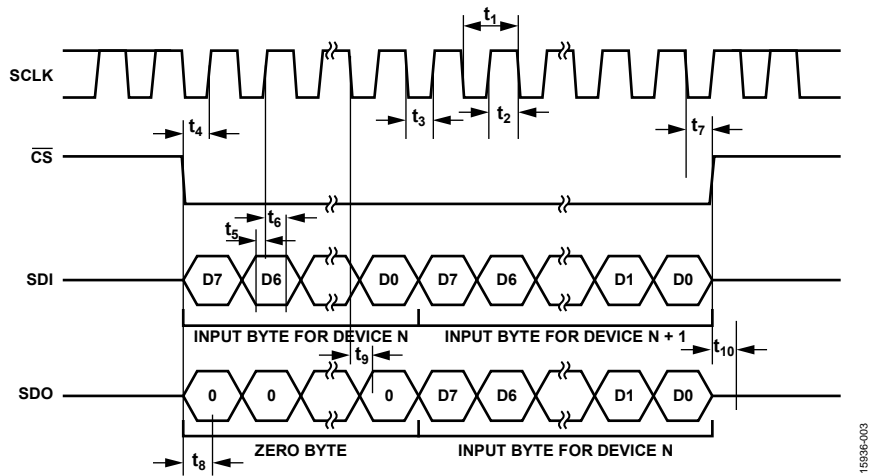 t1
SCLK
t4
t3
t2
t7
CS
t5
t6
SDI
D7
D6
D0
D7
D6
D1
D0
INPUT BYTE FOR DEVICE N
INPUT BYTE FOR DEVICE N + 1
t9
t10
SDO
0
0
0
D7
D6
D1
D0
ZERO BYTE
INPUT BYTE FOR DEVICE N
t8
15936-003